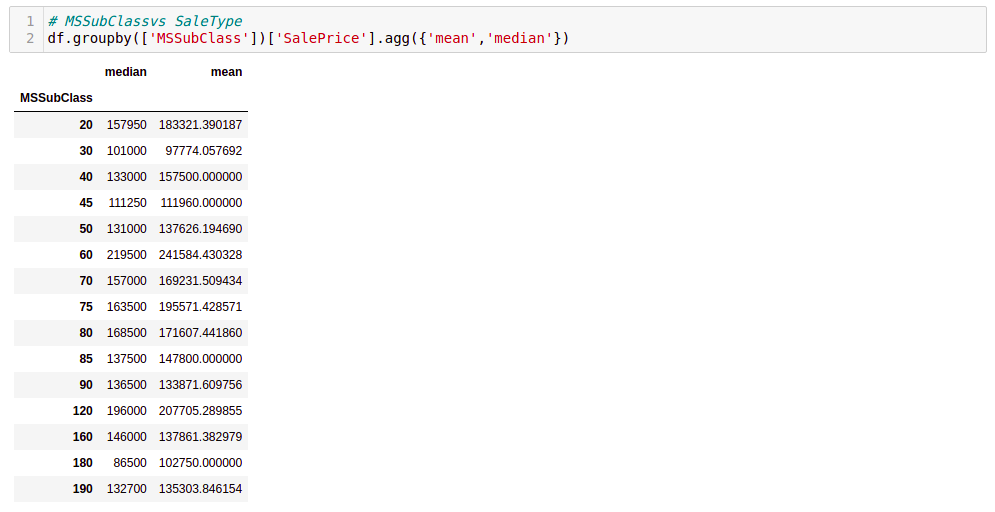 1 # MSSubClassvs SaleType
2 df.groupby(['MSSubClass'])['SalePrice'].agg({'mean','median'})
median mean
MSSubClass
20 157950 183321.390187
30 101000 97774.057692
40 133000 157500.000000
45 111250 111960.000000
50 131000 137626.194690
60 219500 241584.430328
70 157000 169231.509434
75 163500 195571.428571
80 168500 171607.441860
85 137500 147800.000000
90 136500 133871.609756
120 196000 207705.289855
160 146000 137861.382979
180 86500 102750.000000
190 132700 135303.846154